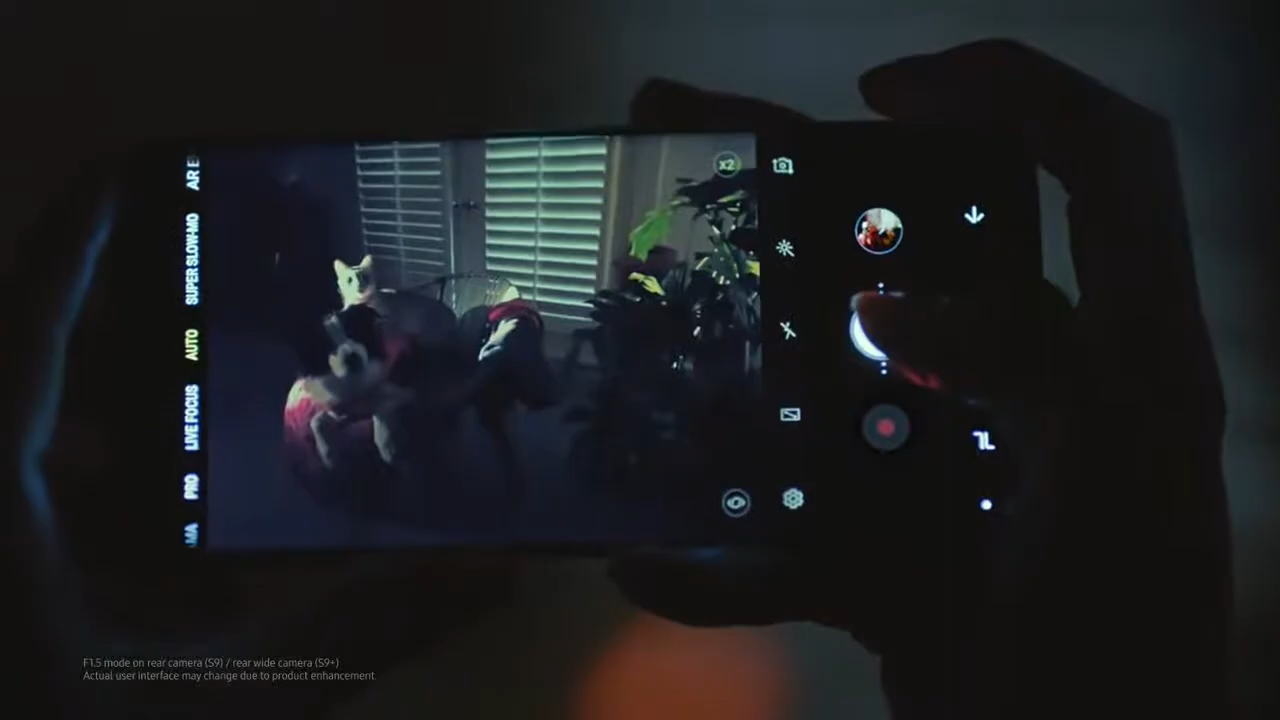 AR E
SUPER SLOW-MO
AUTO
LIVE FOCUS
PRO
MA
x2
F1.5 mode on rear camera (S9) / rear wide camera (S9+)
Actual user interface may change due to product enhancement.